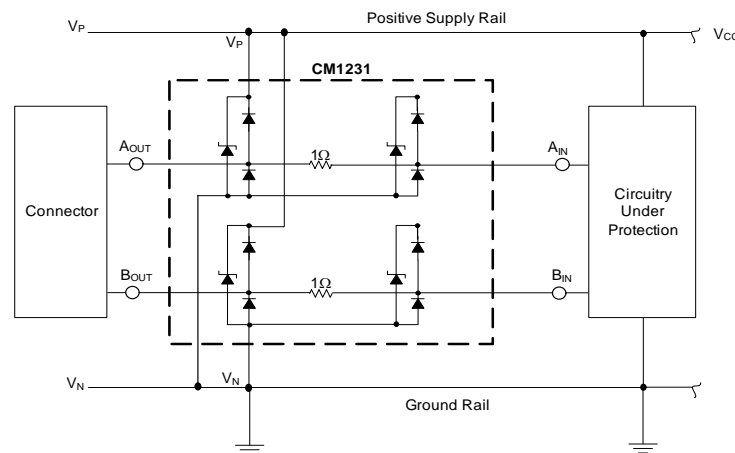 Positive Supply Rail
VP
VP
VCC
CM1231
AOUT
1Ω
AIN
Connector
Circuitry
Under
Protection
BOUT
1Ω
BIN
VN
VN
Ground Rail